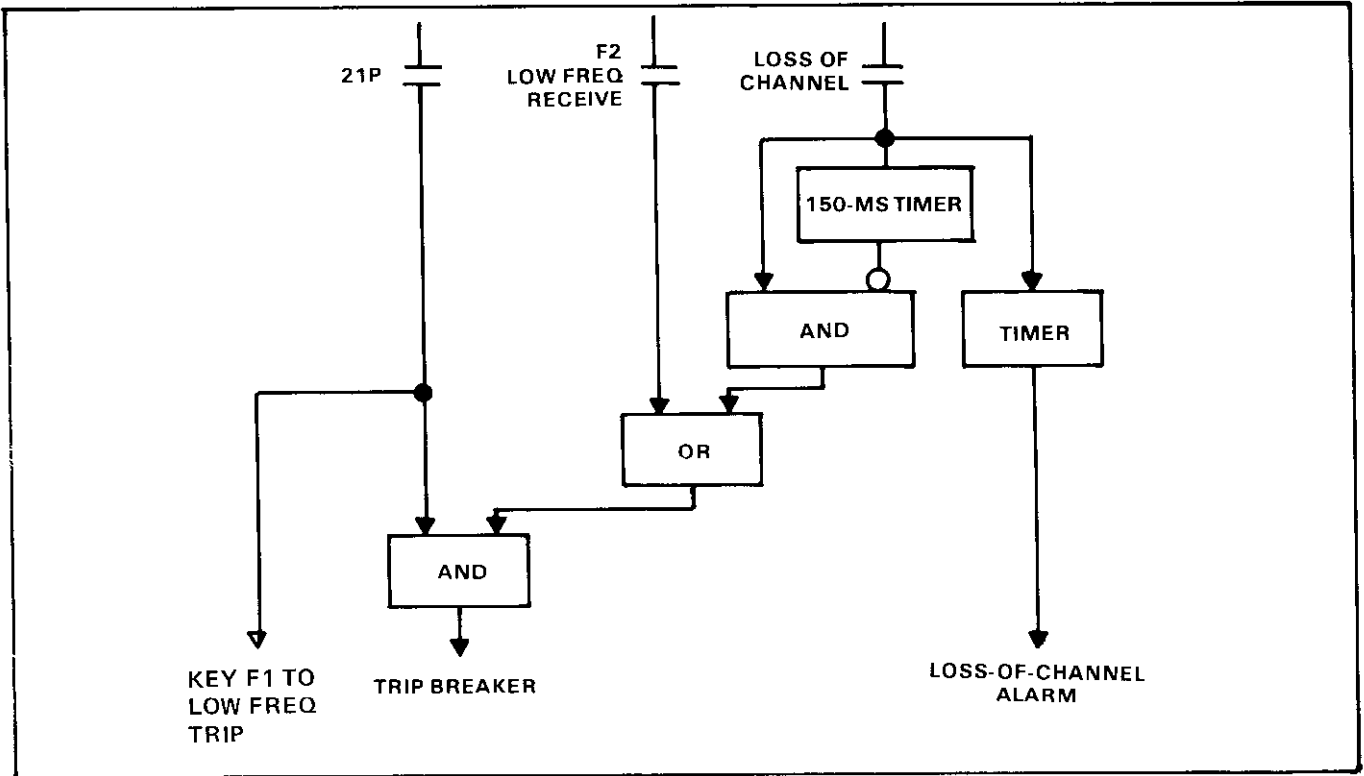 21P
F2
LOW FREQ
RECEIVE
LOSS OF
CHANNEL
150-MS TIMER
AND
TIMER
OR
AND
KEY F1 TO
LOW FREQ
TRIP
TRIP BREAKER
LOSS-OF-CHANNEL
ALARM